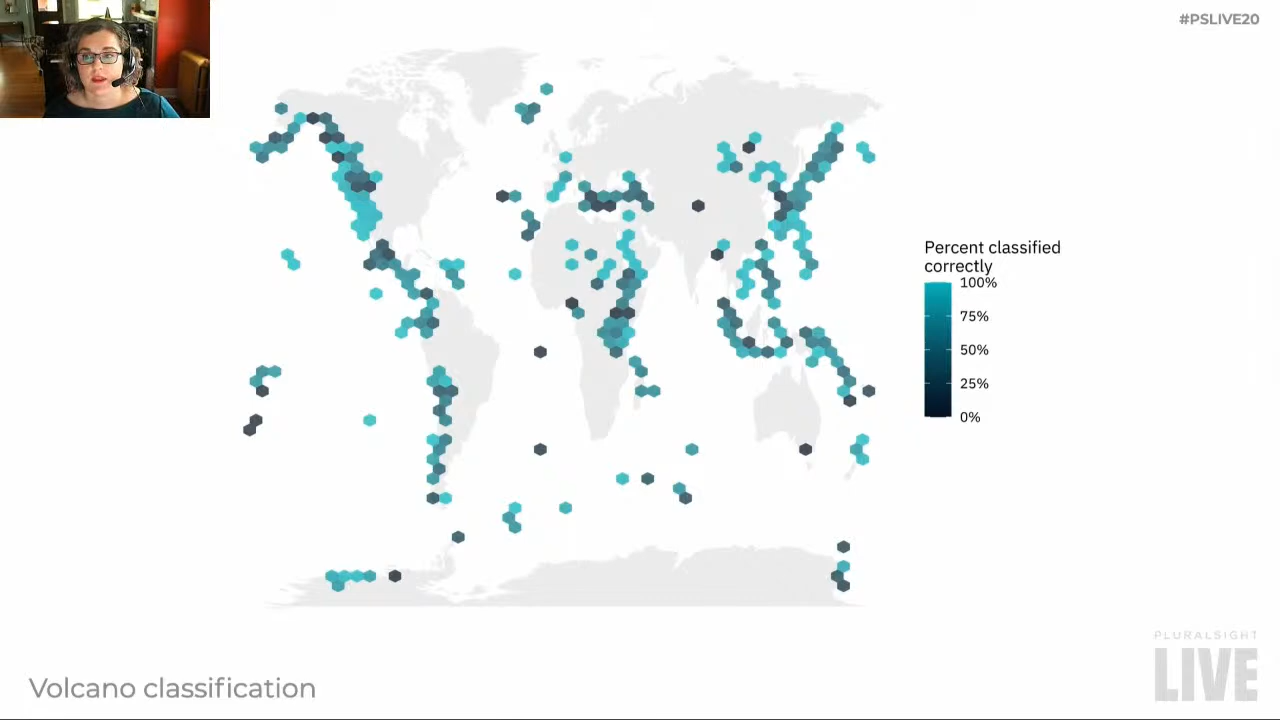 #PSLIVE20
Percent classified
correctly
100%
75%
50%
25%
0%
PLURALSIGHT
LIVE
Volcano classification